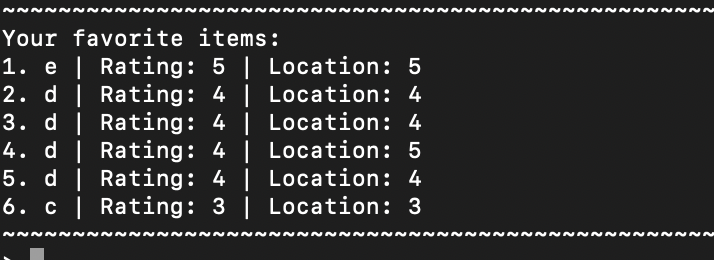 ~~~~~~~~~~~~~~~~~~~~~~~~~~~~~~~~~~~~~~~~~~~~~~~~~~~
Your favorite items:
1. e | Rating: 5 | Location: 5
2. d | Rating: 4 | Location: 4
3. d | Rating: 4 | Location: 4
4. d | Rating: 4 | Location: 5
5. d | Rating: 4 | Location: 4
6. c | Rating: 3 | Location: 3
~~~~~~~~~~~~~~~~~~~~~~~~~~~~~~~~~~~~~~~~~~~~~~~~~~~
>